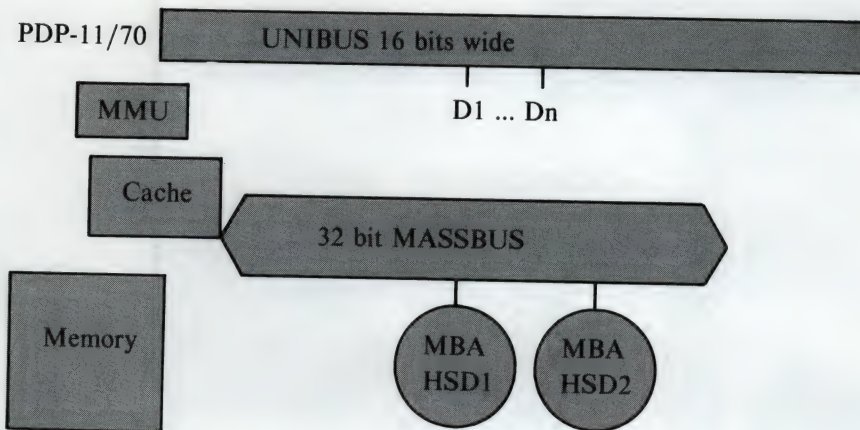 PDP-11/70
UNIBUS 16 bits wide
D1 ... Dn
MMU
Cache
32 bit MASSBUS
Memory
MBA
HSD1
MBA
HSD2